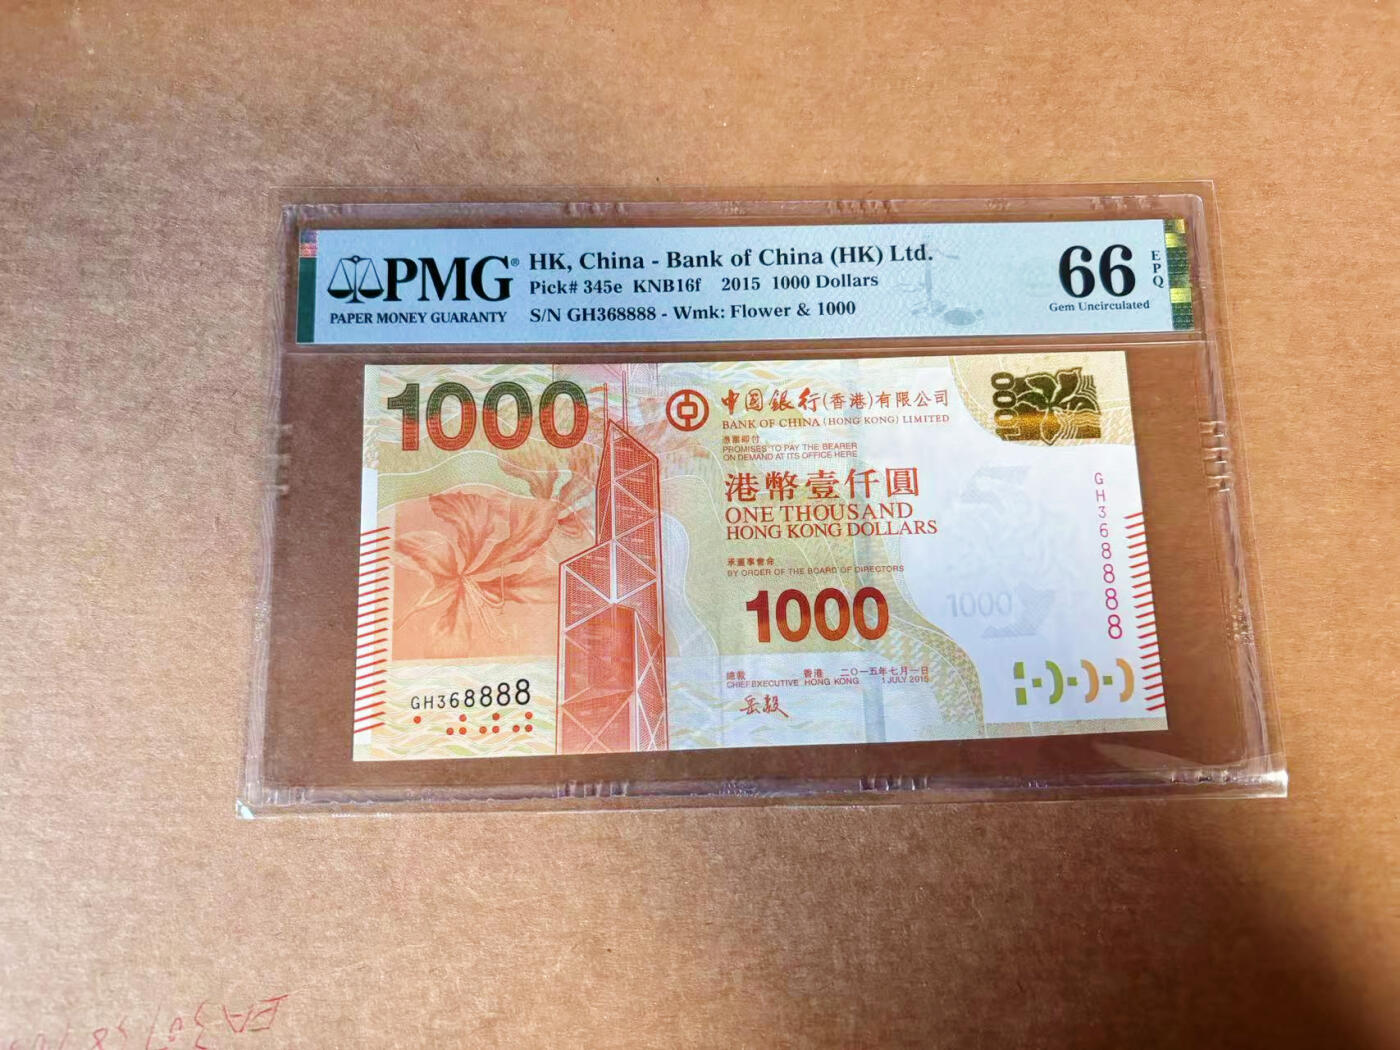 PMG®
PAPER MONEY GUARANTY
HK, China - Bank of China (HK) Ltd.
Pick# 345e KNB16f 2015 1000 Dollars
S/N GH368888 - Wmk: Flower & 1000
66
EPQ
Gem Uncirculated
1000
中国銀行(香港)有限公司
BANK OF CHINA (HONG KONG) LIMITED
憑票即付
PROMISES TO PAY THE BEARER
ON DEMAND AT ITS OFFICE HERE
港幣壹仟圓
ONE THOUSAND
HONG KONG DOLLARS
承董事會命
BY ORDER OF THE BOARD OF DIRECTORS
1000
總裁 香港 二〇一五年七月一日
CHIEF EXECUTIVE HONG KONG 1 JULY 2015
岳毅
1000
GH368888
1000
1000
GH368888